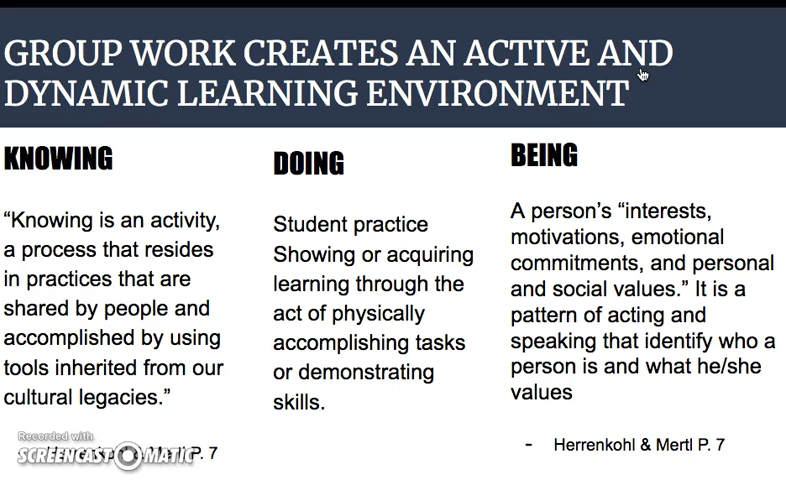 GROUP WORK CREATES AN ACTIVE AND
DYNAMIC LEARNING ENVIRONMENT
KNOWING
“Knowing is an activity,
a process that resides
in practices that are
shared by people and
accomplished by using
tools inherited from our
cultural legacies.”
Herrenkohl & Mertl P. 7
DOING
Student practice
Showing or acquiring
learning through the
act of physically
accomplishing tasks
or demonstrating
skills.
BEING
A person’s “interests,
motivations, emotional
commitments, and personal
and social values.” It is a
pattern of acting and
speaking that identify who a
person is and what he/she
values
- Herrenkohl & Mertl P. 7
Recorded with
SCREENCAST-O-MATIC